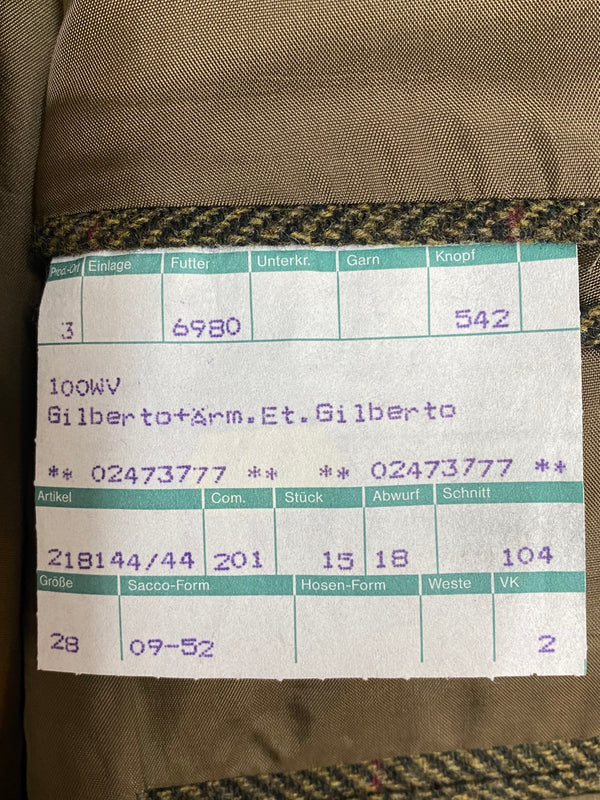 Prod.-Ort Einlage Futter Unterkr. Garn Knopf
3 6980 542
100WV
Gilberto+Ärm.Et.Gilberto
** 02473777 ** ** 02473777 **
Artikel Com. Stück Abwurf Schnitt
218144/44 201 15 18 104
Größe Sacco-Form Hosen-Form Weste VK
28 09-52 2